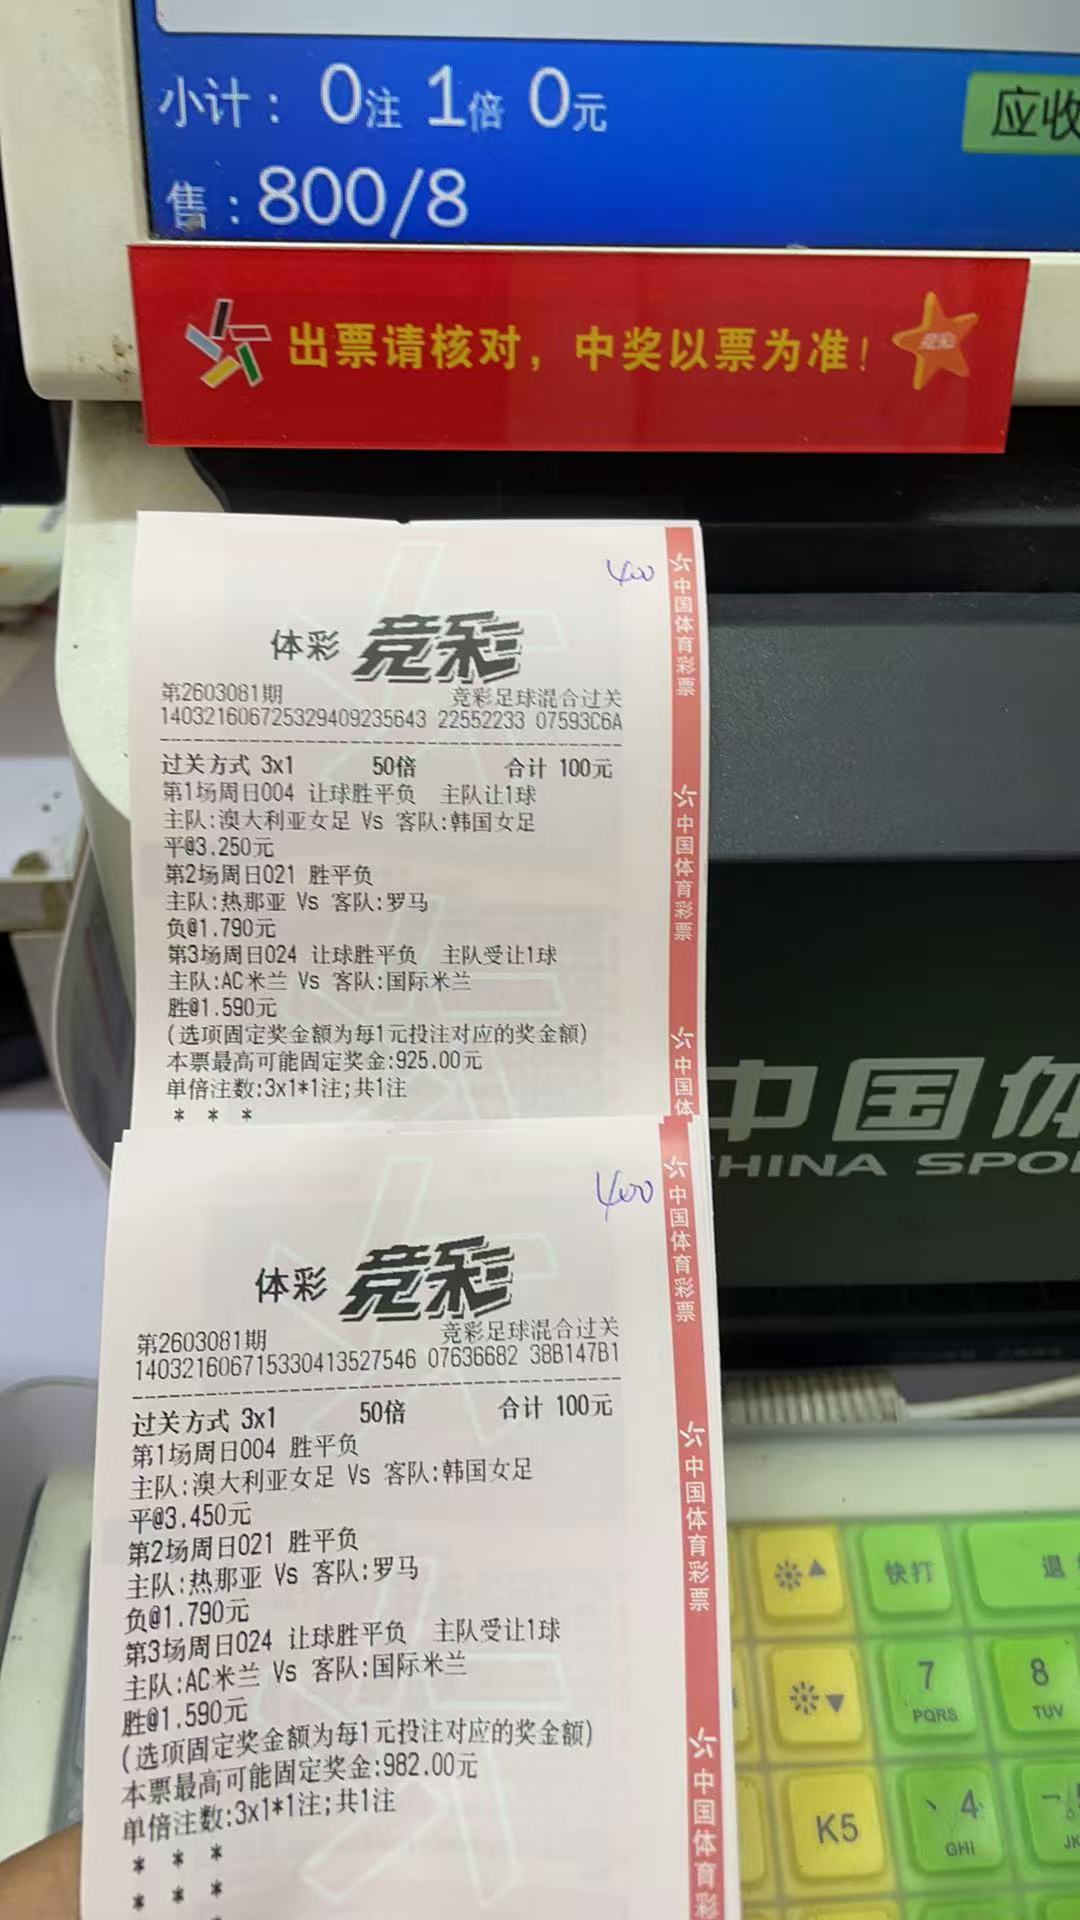 小计：0注 1倍 0元
应收
售：800/8
出票请核对，中奖以票为准！
400
体彩 竞彩
第2603081期 竞彩足球混合过关
140321606725329409235643 22552233 07593C6A
过关方式 3x1 50倍 合计 100元
第1场周日004 让球胜平负 主队让1球
主队:澳大利亚女足 Vs 客队:韩国女足
平@3.250元
第2场周日021 胜平负
主队:热那亚 Vs 客队:罗马
负@1.790元
第3场周日024 让球胜平负 主队受让1球
主队:AC米兰 Vs 客队:国际米兰
胜@1.590元
(选项固定奖金额为每1元投注对应的奖金额)
本票最高可能固定奖金:925.00元
单倍注数:3x1*1注;共1注
* * *
中国体育彩票
中国体育彩票
中国体
400
体彩 竞彩
第2603081期 竞彩足球混合过关
140321606715330413527546 07636682 38B147B1
过关方式 3x1 50倍 合计 100元
第1场周日004 胜平负
主队:澳大利亚女足 Vs 客队:韩国女足
平@3.450元
第2场周日021 胜平负
主队:热那亚 Vs 客队:罗马
负@1.790元
第3场周日024 让球胜平负 主队受让1球
主队:AC米兰 Vs 客队:国际米兰
胜@1.590元
(选项固定奖金额为每1元投注对应的奖金额)
本票最高可能固定奖金:982.00元
单倍注数:3x1*1注;共1注
* * *
* * *
中国体育彩票
中国体育彩票
中国体育彩
中国体
CHINA SPO
快打 退
7 PQRS
8 TUV
K5
4 GHI